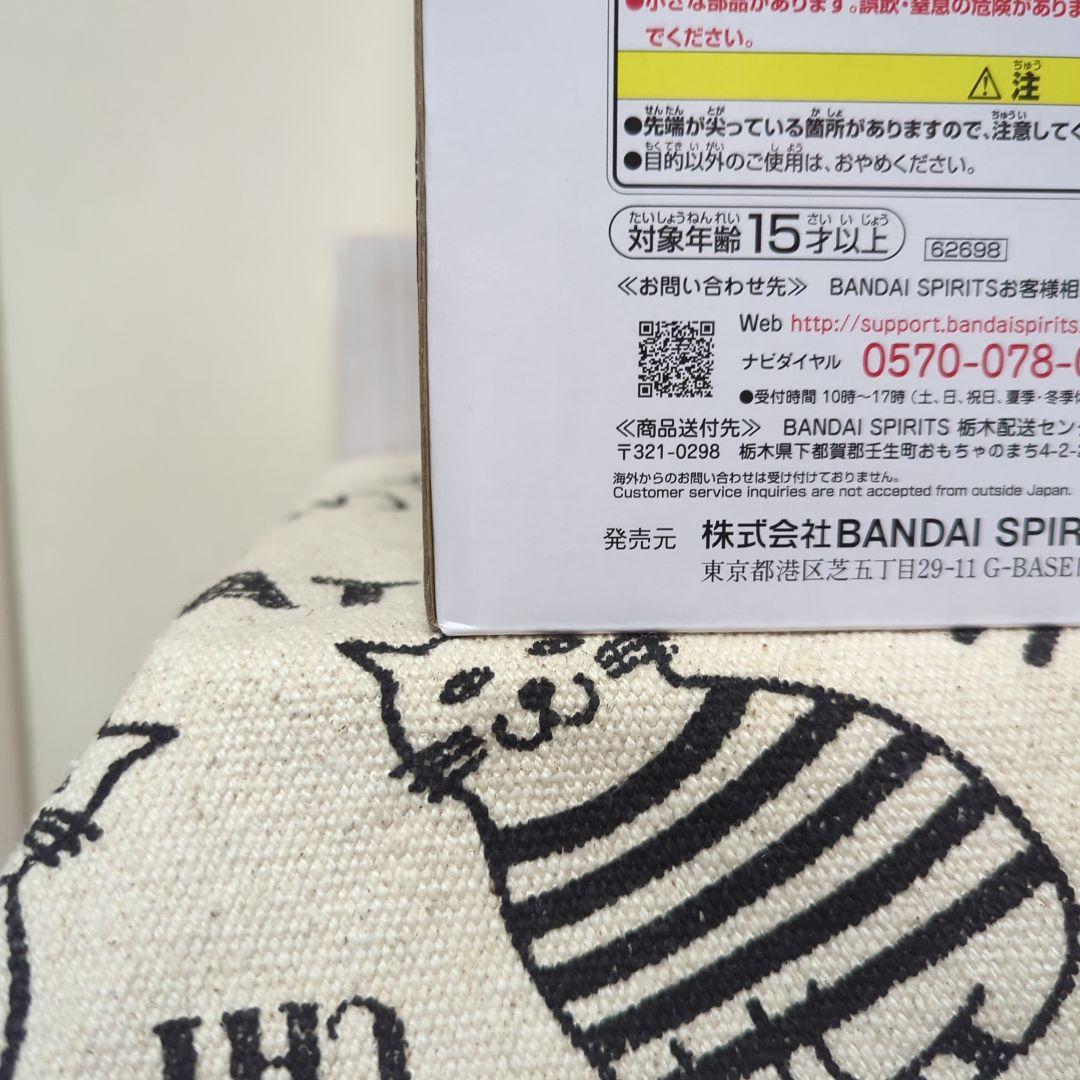 ●小さな部品があります。誤飲・窒息の危険がありま
でください。
⚠注
●先端が尖っている箇所がありますので、注意してく
●目的以外のご使用は、おやめください。
対象年齢15才以上 62698
≪お問い合わせ先≫ BANDAI SPIRITSお客様相
Web http://support.bandaispirits.
ナビダイヤル 0570-078-
●受付時間 10時～17時（土、日、祝日、夏季・冬季休
≪商品送付先≫ BANDAI SPIRITS 栃木配送セン
〒321-0298 栃木県下都賀郡壬生町おもちゃのまち4-2-
海外からのお問い合わせは受け付けておりません。
Customer service inquiries are not accepted from outside Japan.
発売元 株式会社BANDAI SPIR
東京都港区芝五丁目29-11 G-BASE